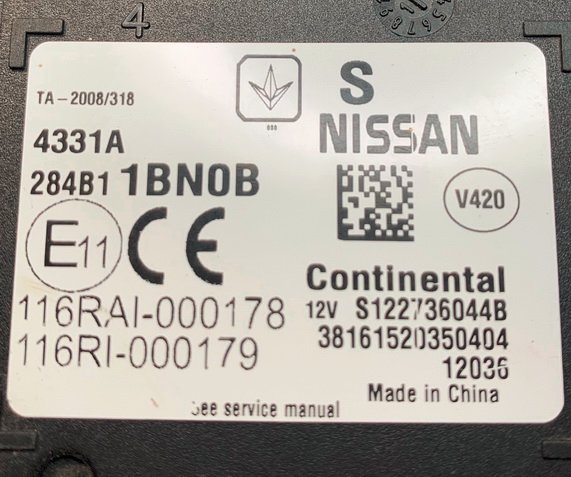 4
TA-2008/318
S
NISSAN
4331A
284B1 1BN0B
V420
E11 CE
Continental
116RAI-000178
12V S122736044B
116RI-000179
38161520350404
12036
Made in China
See service manual